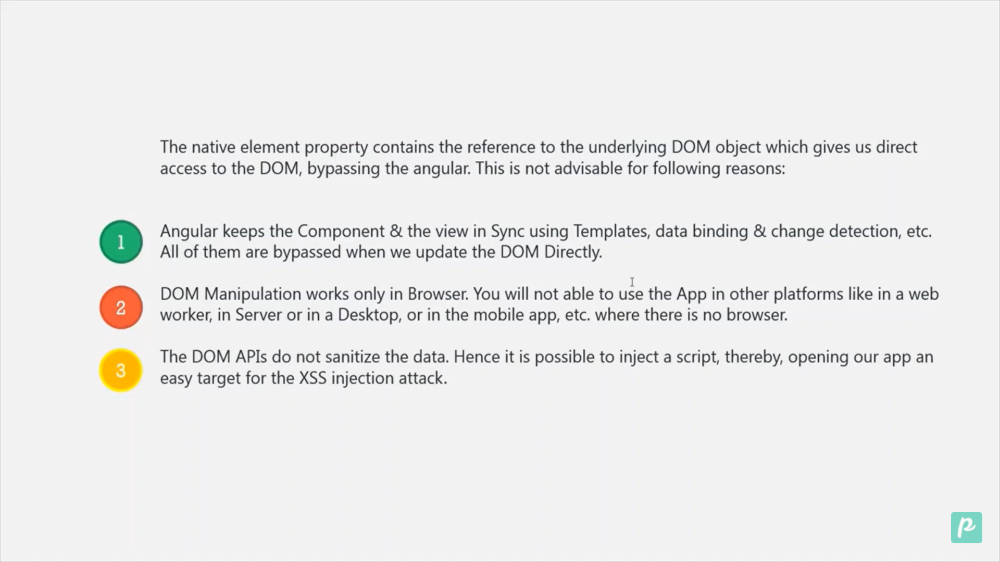 The native element property contains the reference to the underlying DOM object which gives us direct
access to the DOM, bypassing the angular. This is not advisable for following reasons:
1
Angular keeps the Component & the view in Sync using Templates, data binding & change detection, etc.
All of them are bypassed when we update the DOM Directly.
2
DOM Manipulation works only in Browser. You will not able to use the App in other platforms like in a web
worker, in Server or in a Desktop, or in the mobile app, etc. where there is no browser.
3
The DOM APIs do not sanitize the data. Hence it is possible to inject a script, thereby, opening our app an
easy target for the XSS injection attack.
p